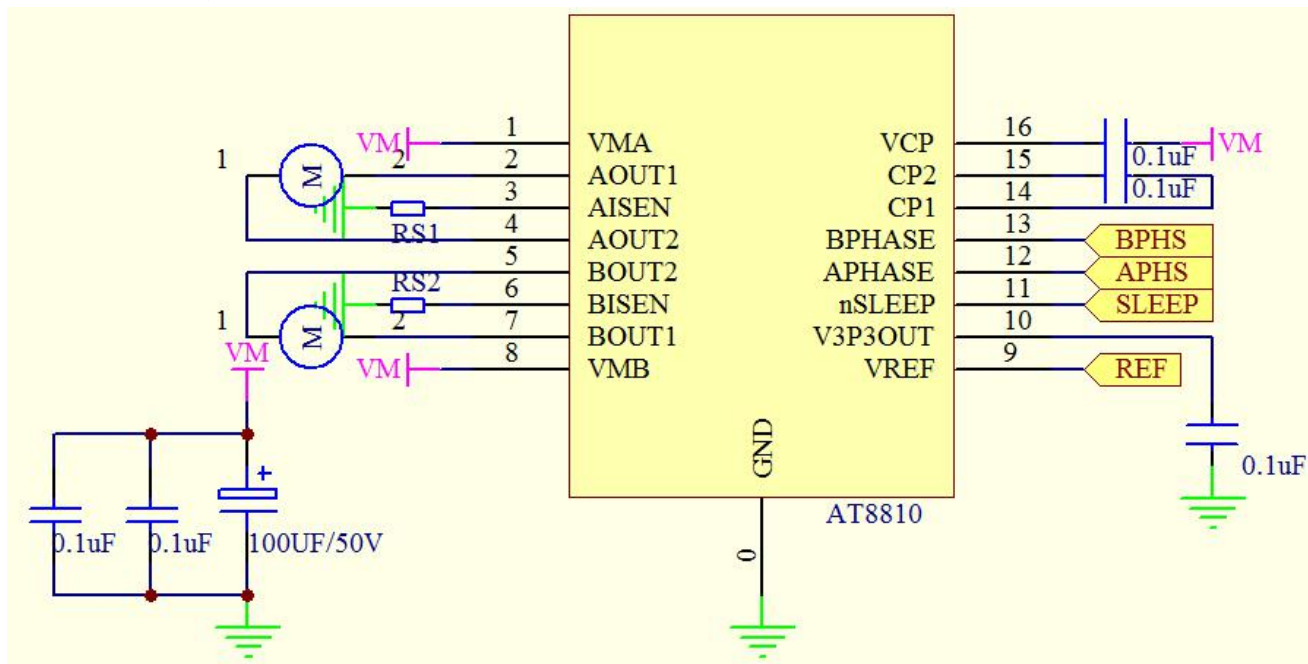 1 VMA VCP 16
VM VM
1 M 2 2 AOUT1 CP2 15 0.1uF
3 AISEN CP1 14 0.1uF
RS1 4 AOUT2 BPHASE 13 BPHS
5 BOUT2 APHASE 12 APHS
RS2 6 BISEN nSLEEP 11 SLEEP
1 M 2 7 BOUT1 V3P3OUT 10
VM VM 8 VMB VREF 9 REF
GND
+ 0.1uF
AT8810
0.1uF 0.1uF 100UF/50V 0